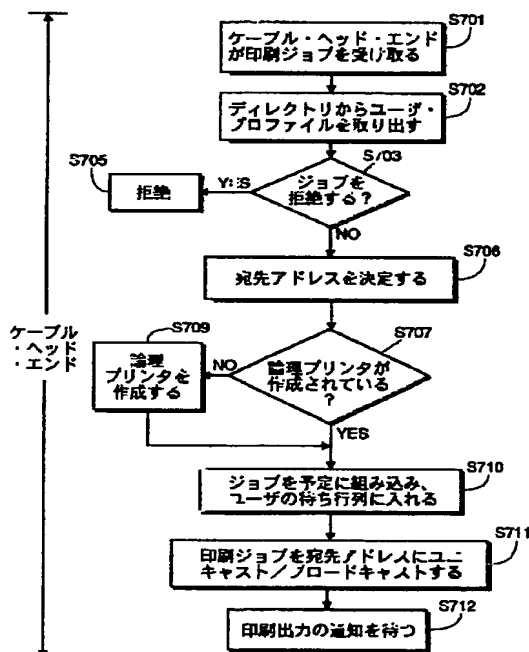 S701
ケーブル・ヘッド・エンド
が印刷ジョブを受け取る
S702
ディレクトリからユーザ・
プロファイルを取り出す
S703
ジョブを
拒絶する?
YES
S705
拒絶
NO
S706
宛先アドレスを決定する
S707
論理プリンタが
作成されている
?
NO
S709
論理
プリンタを
作成する
YES
S710
ジョブを予定に組み込み、
ユーザの待ち行列に入れる
S711
印刷ジョブを宛先アドレスにユニ
キャスト/ブロードキャストする
S712
印刷出力の通知を待つ
ケーブル
・ヘッド
・エンド